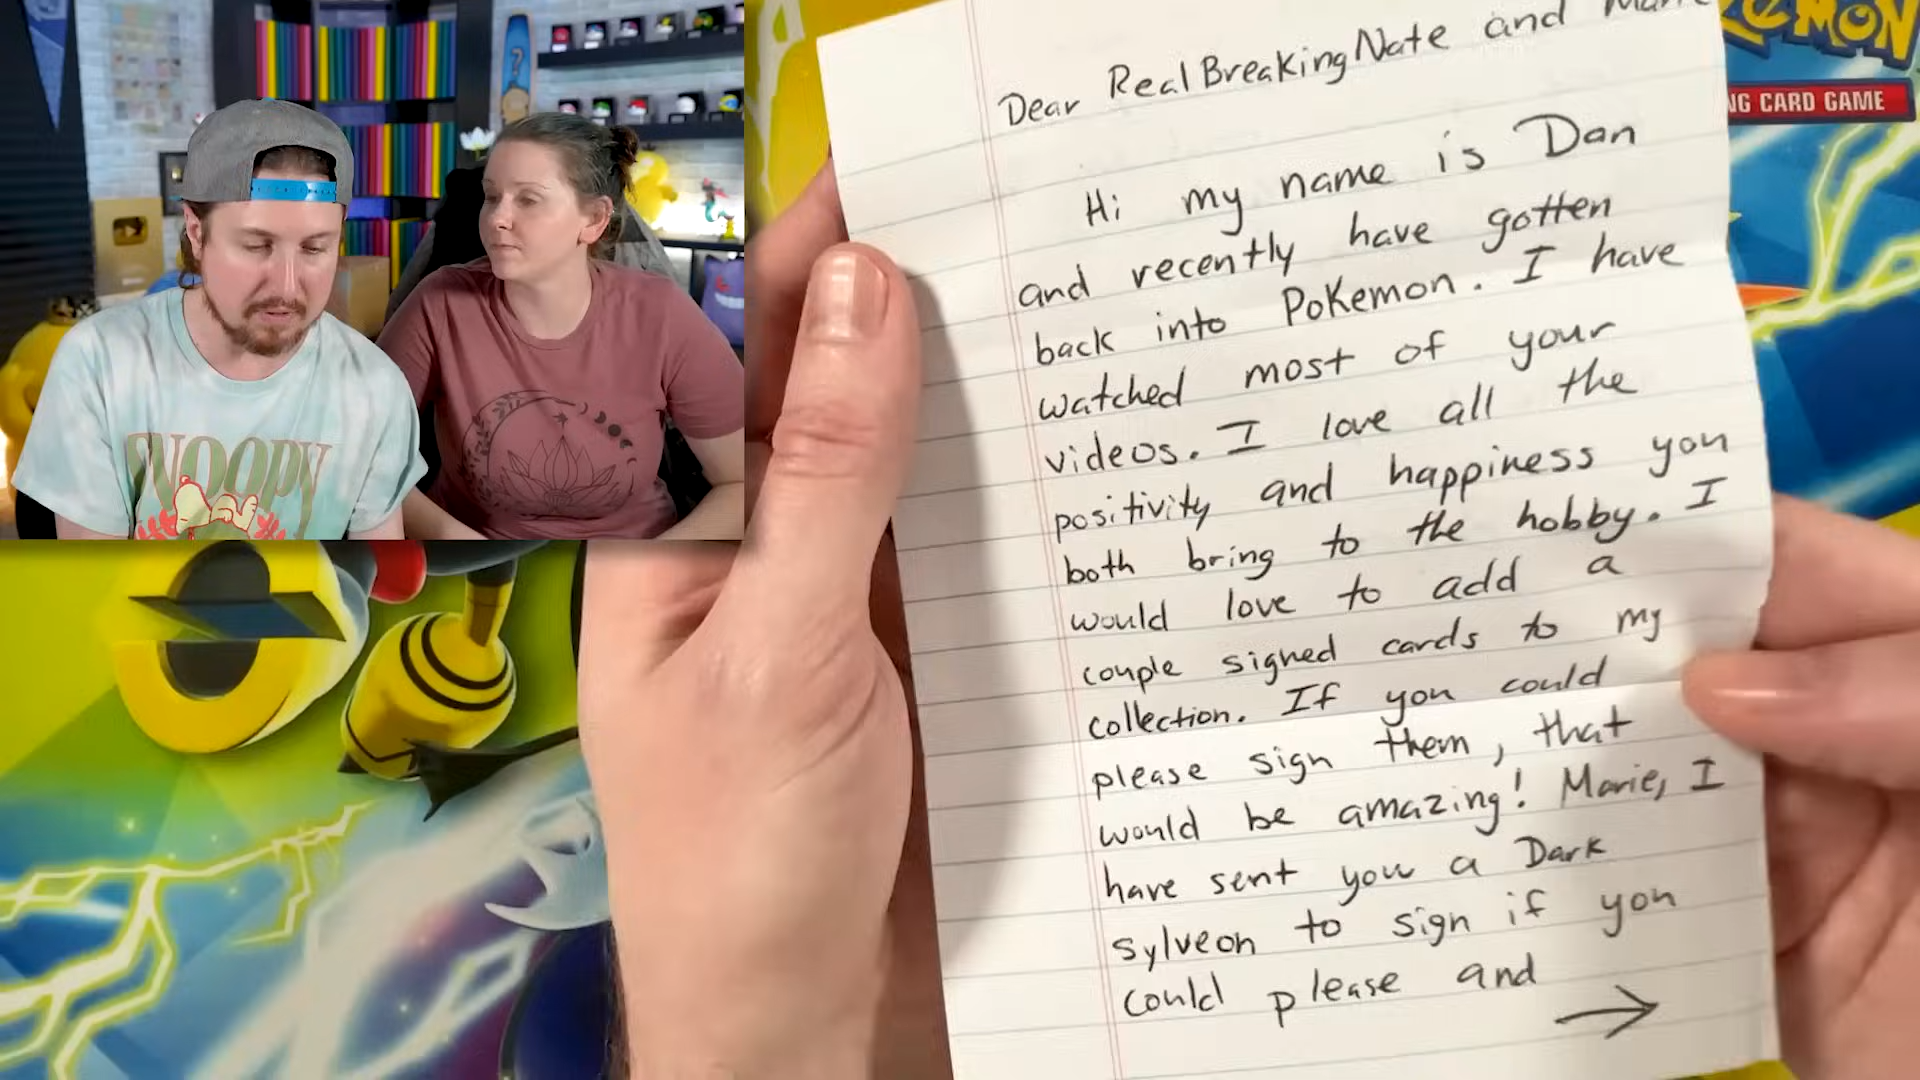 SNOOPY
?
POKéMON
NG CARD GAME
Dear RealBreakingNate and
Hi my name is Dan
and recently have gotten
back into Pokemon. I have
watched most of your
videos. I love all the
positivity and happiness you
both bring to the hobby. I
would love to add a
couple signed cards to my
collection. If you could
please sign them, that
would be amazing! Marie, I
have sent you a Dark
sylveon to sign if you
could please and
→